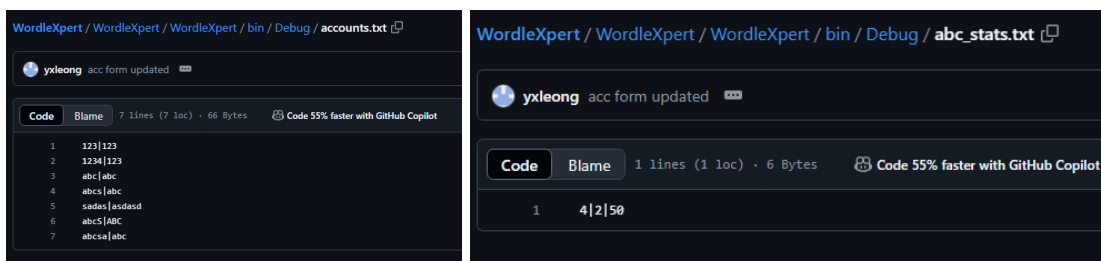 WordleXpert / WordleXpert / WordleXpert / bin / Debug / accounts.txt
yxleong acc form updated
Code Blame 7 lines (7 loc) · 66 Bytes Code 55% faster with GitHub Copilot
1 123|123
2 1234|123
3 abc|abc
4 abcs|abc
5 sadas|asdasd
6 abcS|ABC
7 abcsa|abc
WordleXpert / WordleXpert / WordleXpert / bin / Debug / abc_stats.txt
yxleong acc form updated
Code Blame 1 lines (1 loc) · 6 Bytes Code 55% faster with GitHub Copilot
1 4|2|50